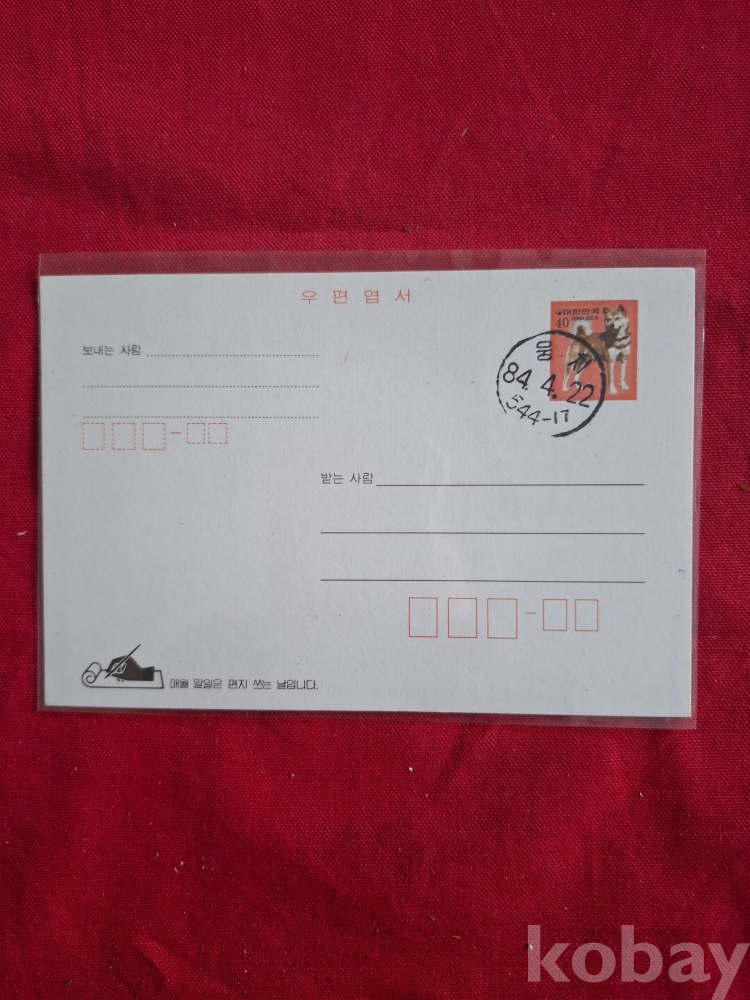 우편엽서
대한민국
40
보내는 사람
84. 4. 22
544-17
받는 사람
매월 말일은 편지 쓰는 날입니다.
kobay